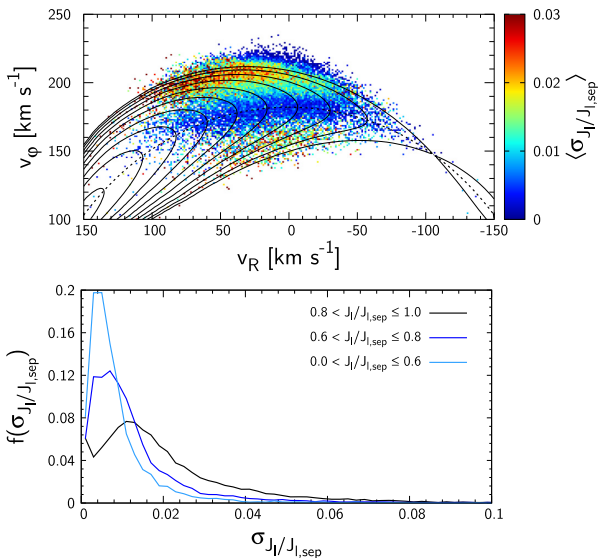 250
200
150
100
v_φ [km s⁻¹]
150 100 50 0 -50 -100 -150
v_R [km s⁻¹]
0.03
0.02
0.01
0
⟨σ_{J_l/J_{l,sep}}⟩
0.2
0.16
0.12
0.08
0.04
0
f(σ_{J_l/J_{l,sep}})
0.8 < J_l/J_{l,sep} ≤ 1.0
0.6 < J_l/J_{l,sep} ≤ 0.8
0.0 < J_l/J_{l,sep} ≤ 0.6
0 0.02 0.04 0.06 0.08 0.1
σ_{J_l/J_{l,sep}}